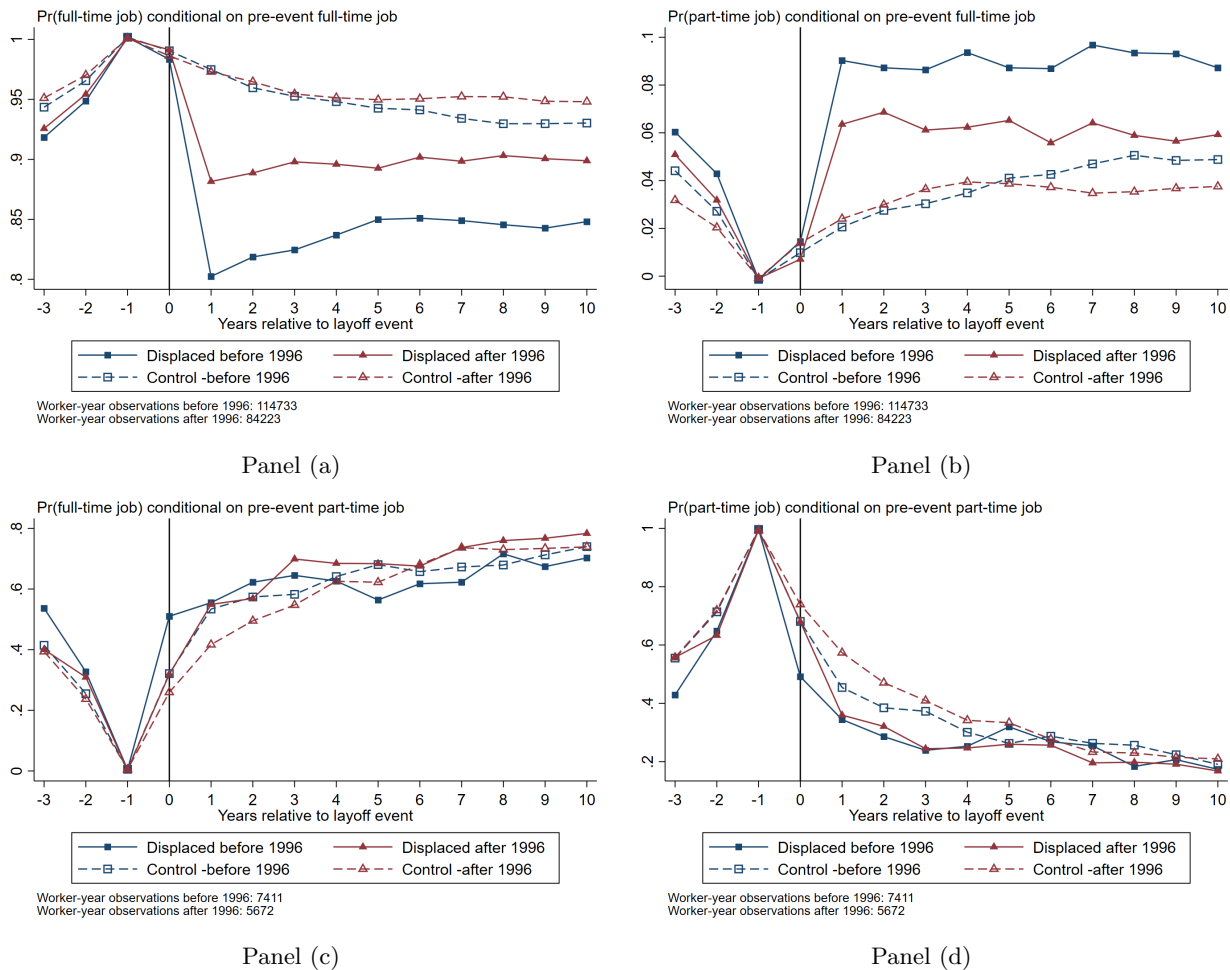 Pr(full-time job) conditional on pre-event full-time job
1
.95
.9
.85
.8
-3 -2 -1 0 1 2 3 4 5 6 7 8 9 10
Years relative to layoff event
Displaced before 1996 Displaced after 1996
Control -before 1996 Control -after 1996
Worker-year observations before 1996: 114733
Worker-year observations after 1996: 84223
Panel (a)
Pr(part-time job) conditional on pre-event full-time job
.1
.08
.06
.04
.02
0
-3 -2 -1 0 1 2 3 4 5 6 7 8 9 10
Years relative to layoff event
Displaced before 1996 Displaced after 1996
Control -before 1996 Control -after 1996
Worker-year observations before 1996: 114733
Worker-year observations after 1996: 84223
Panel (b)
Pr(full-time job) conditional on pre-event part-time job
.8
.6
.4
.2
0
-3 -2 -1 0 1 2 3 4 5 6 7 8 9 10
Years relative to layoff event
Displaced before 1996 Displaced after 1996
Control -before 1996 Control -after 1996
Worker-year observations before 1996: 7411
Worker-year observations after 1996: 5672
Panel (c)
Pr(part-time job) conditional on pre-event part-time job
1
.8
.6
.4
.2
-3 -2 -1 0 1 2 3 4 5 6 7 8 9 10
Years relative to layoff event
Displaced before 1996 Displaced after 1996
Control -before 1996 Control -after 1996
Worker-year observations before 1996: 7411
Worker-year observations after 1996: 5672
Panel (d)